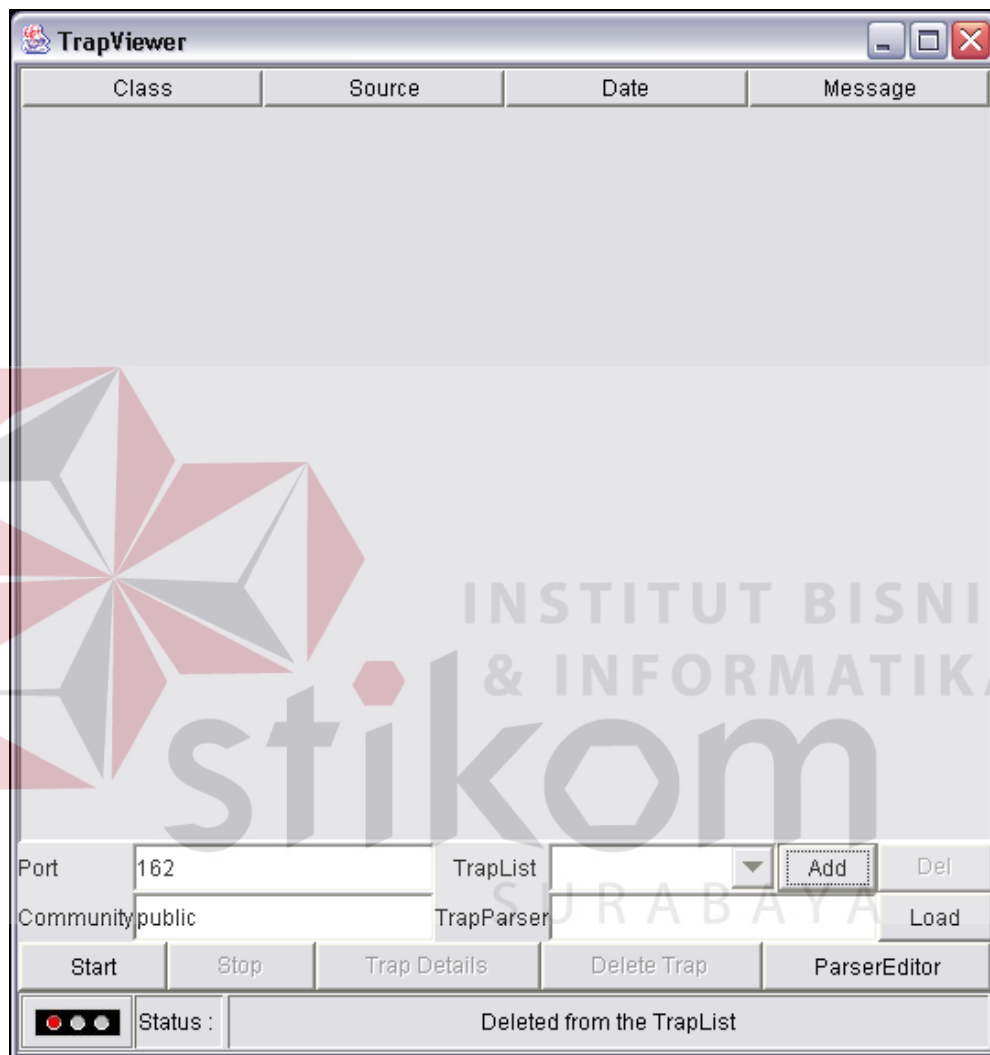 TrapViewer
Class Source Date Message
INSTITUT BISNI
& INFORMATIKA
stikom
SURABAYA
Port 162 TrapList Add Del
Community public TrapParser Load
Start Stop Trap Details Delete Trap ParserEditor
Status : Deleted from the TrapList